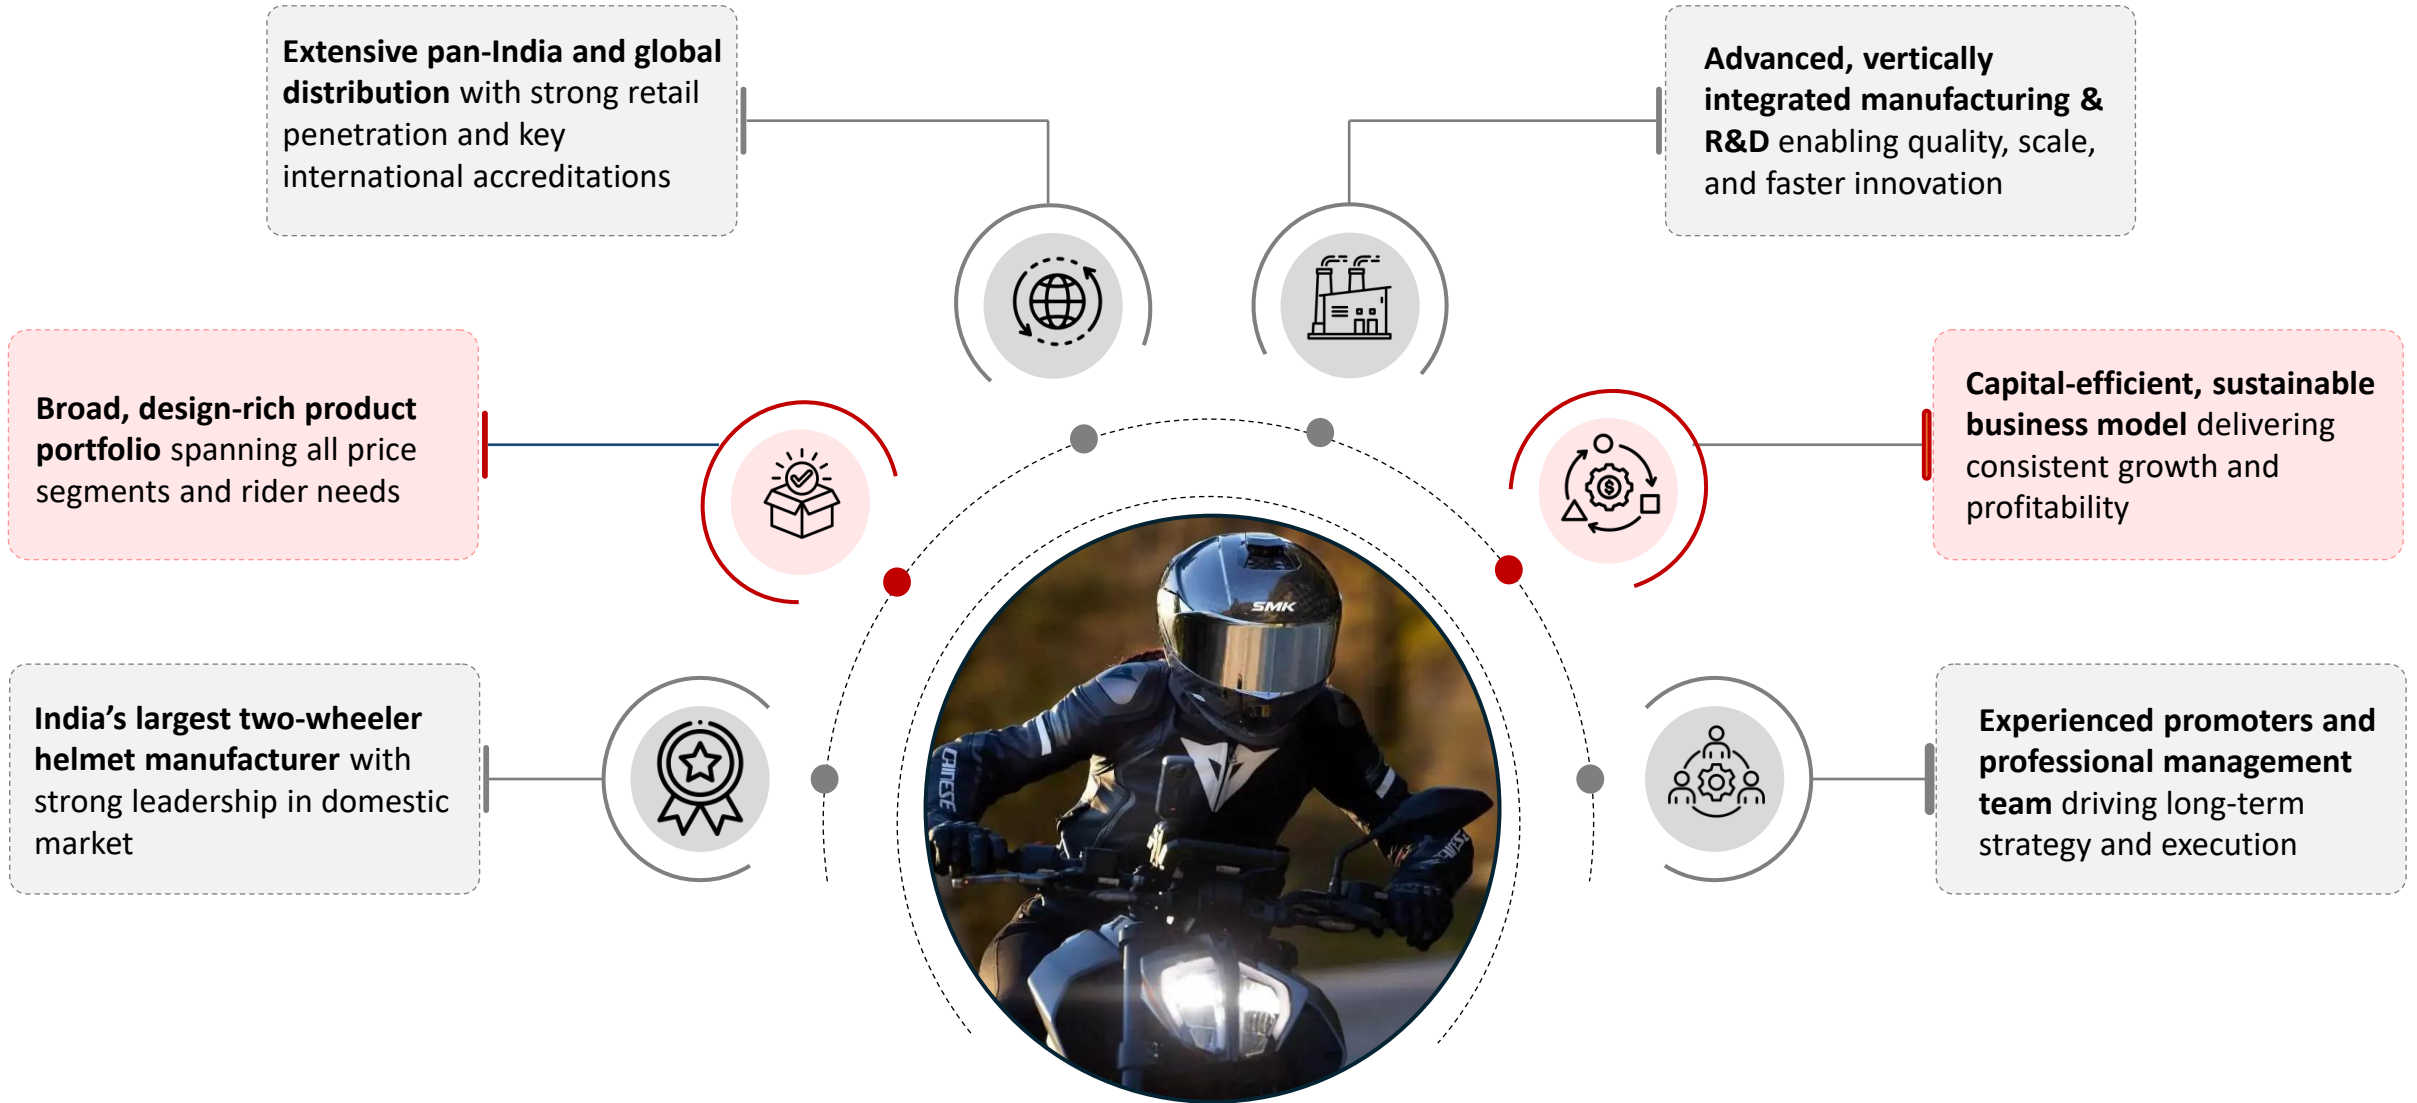 Extensive pan-India and global
distribution with strong retail
penetration and key
international accreditations
Advanced, vertically
integrated manufacturing &
R&D enabling quality, scale,
and faster innovation
Broad, design-rich product
portfolio spanning all price
segments and rider needs
Capital-efficient, sustainable
business model delivering
consistent growth and
profitability
India’s largest two-wheeler
helmet manufacturer with
strong leadership in domestic
market
Experienced promoters and
professional management
team driving long-term
strategy and execution
$
SMK
DAINESE